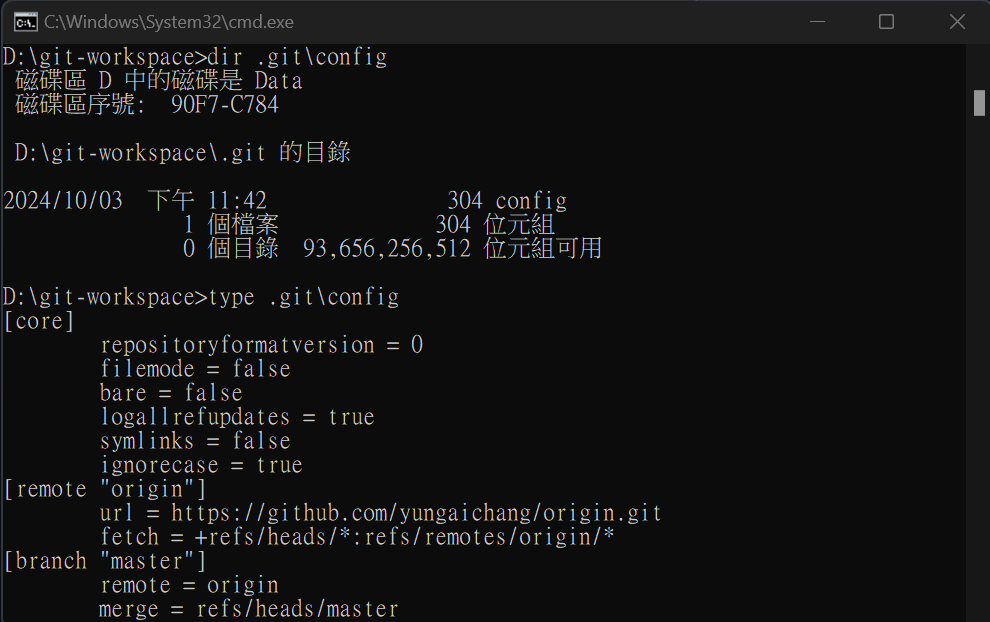 C:\Windows\System32\cmd.exe
D:\git-workspace>dir .git\config
 磁碟區 D 中的磁碟是 Data
 磁碟區序號:  90F7-C784

 D:\git-workspace\.git 的目錄

2024/10/03  下午 11:42               304 config
               1 個檔案             304 位元組
               0 個目錄  93,656,256,512 位元組可用

D:\git-workspace>type .git\config
[core]
        repositoryformatversion = 0
        filemode = false
        bare = false
        logallrefupdates = true
        symlinks = false
        ignorecase = true
[remote "origin"]
        url = https://github.com/yungaichang/origin.git
        fetch = +refs/heads/*:refs/remotes/origin/*
[branch "master"]
        remote = origin
        merge = refs/heads/master